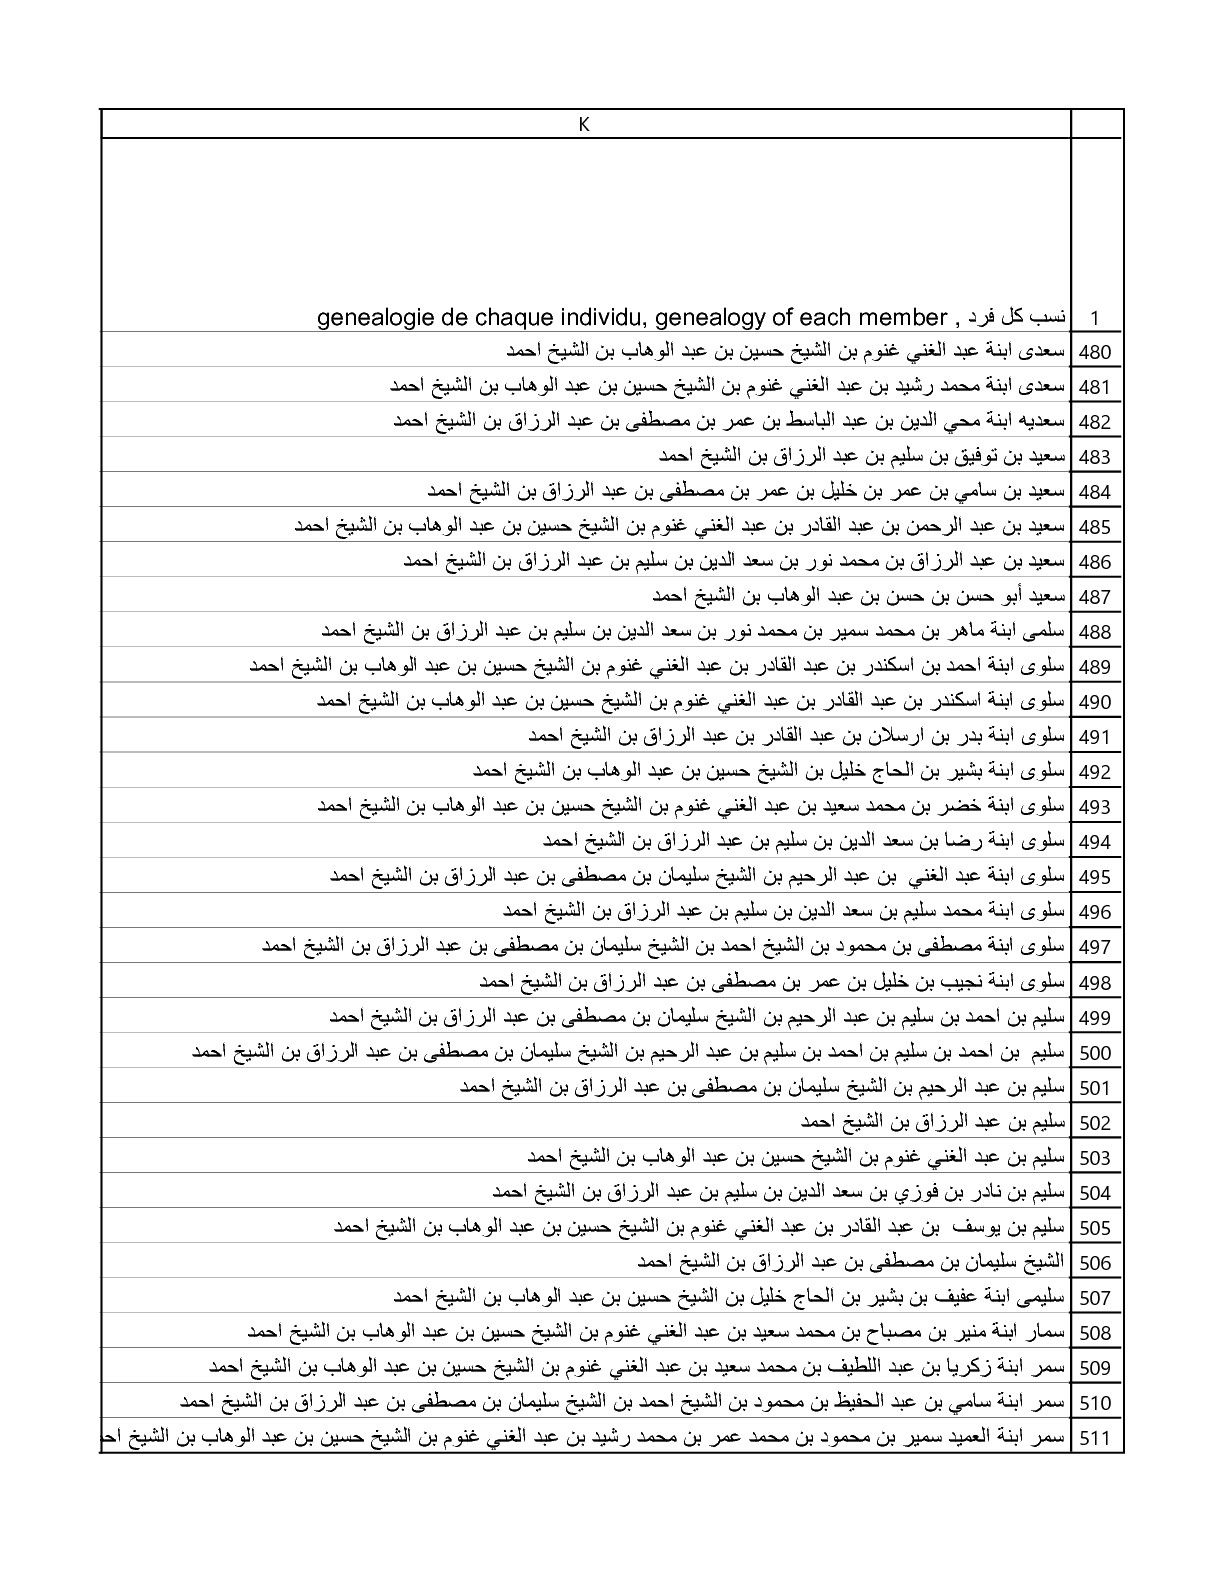 K
1 نسب كل فرد , genealogie de chaque individu, genealogy of each member
480 سعدى ابنة عبد الغني غنوم بن الشيخ حسين بن عبد الوهاب بن الشيخ احمد
481 سعدى ابنة محمد رشيد بن عبد الغني غنوم بن الشيخ حسين بن عبد الوهاب بن الشيخ احمد
482 سعديه ابنة محي الدين بن عبد الباسط بن عمر بن مصطفى بن عبد الرزاق بن الشيخ احمد
483 سعيد بن توفيق بن سليم بن عبد الرزاق بن الشيخ احمد
484 سعيد بن سامي بن عمر بن خليل بن عمر بن مصطفى بن عبد الرزاق بن الشيخ احمد
485 سعيد بن عبد الرحمن بن عبد القادر بن عبد الغني غنوم بن الشيخ حسين بن عبد الوهاب بن الشيخ احمد
486 سعيد بن عبد الرزاق بن محمد نور بن سعد الدين بن سليم بن عبد الرزاق بن الشيخ احمد
487 سعيد أبو حسن بن حسن بن عبد الوهاب بن الشيخ احمد
488 سلمى ابنة ماهر بن محمد سمير بن محمد نور بن سعد الدين بن سليم بن عبد الرزاق بن الشيخ احمد
489 سلوى ابنة احمد بن اسكندر بن عبد القادر بن عبد الغني غنوم بن الشيخ حسين بن عبد الوهاب بن الشيخ احمد
490 سلوى ابنة اسكندر بن عبد القادر بن عبد الغني غنوم بن الشيخ حسين بن عبد الوهاب بن الشيخ احمد
491 سلوى ابنة بدر بن ارسلان بن عبد القادر بن عبد الرزاق بن الشيخ احمد
492 سلوى ابنة بشير بن الحاج خليل بن الشيخ حسين بن عبد الوهاب بن الشيخ احمد
493 سلوى ابنة خضر بن محمد سعيد بن عبد الغني غنوم بن الشيخ حسين بن عبد الوهاب بن الشيخ احمد
494 سلوى ابنة رضا بن سعد الدين بن سليم بن عبد الرزاق بن الشيخ احمد
495 سلوى ابنة عبد الغني بن عبد الرحيم بن الشيخ سليمان بن مصطفى بن عبد الرزاق بن الشيخ احمد
496 سلوى ابنة محمد سليم بن سعد الدين بن سليم بن عبد الرزاق بن الشيخ احمد
497 سلوى ابنة مصطفى بن محمود بن الشيخ احمد بن الشيخ سليمان بن مصطفى بن عبد الرزاق بن الشيخ احمد
498 سلوى ابنة نجيب بن خليل بن عمر بن مصطفى بن عبد الرزاق بن الشيخ احمد
499 سليم بن احمد بن سليم بن عبد الرحيم بن الشيخ سليمان بن مصطفى بن عبد الرزاق بن الشيخ احمد
500 سليم بن احمد بن سليم بن احمد بن سليم بن عبد الرحيم بن الشيخ سليمان بن مصطفى بن عبد الرزاق بن الشيخ احمد
501 سليم بن عبد الرحيم بن الشيخ سليمان بن مصطفى بن عبد الرزاق بن الشيخ احمد
502 سليم بن عبد الرزاق بن الشيخ احمد
503 سليم بن عبد الغني غنوم بن الشيخ حسين بن عبد الوهاب بن الشيخ احمد
504 سليم بن نادر بن فوزي بن سعد الدين بن سليم بن عبد الرزاق بن الشيخ احمد
505 سليم بن يوسف بن عبد القادر بن عبد الغني غنوم بن الشيخ حسين بن عبد الوهاب بن الشيخ احمد
506 الشيخ سليمان بن مصطفى بن عبد الرزاق بن الشيخ احمد
507 سليمى ابنة عفيف بن بشير بن الحاج خليل بن الشيخ حسين بن عبد الوهاب بن الشيخ احمد
508 سمار ابنة منير بن مصباح بن محمد سعيد بن عبد الغني غنوم بن الشيخ حسين بن عبد الوهاب بن الشيخ احمد
509 سمر ابنة زكريا بن عبد اللطيف بن محمد سعيد بن عبد الغني غنوم بن الشيخ حسين بن عبد الوهاب بن الشيخ احمد
510 سمر ابنة سامي بن عبد الحفيظ بن محمود بن الشيخ احمد بن الشيخ سليمان بن مصطفى بن عبد الرزاق بن الشيخ احمد
511 سمر ابنة العميد سمير بن محمود بن محمد عمر بن محمد رشيد بن عبد الغني غنوم بن الشيخ حسين بن عبد الوهاب بن الشيخ